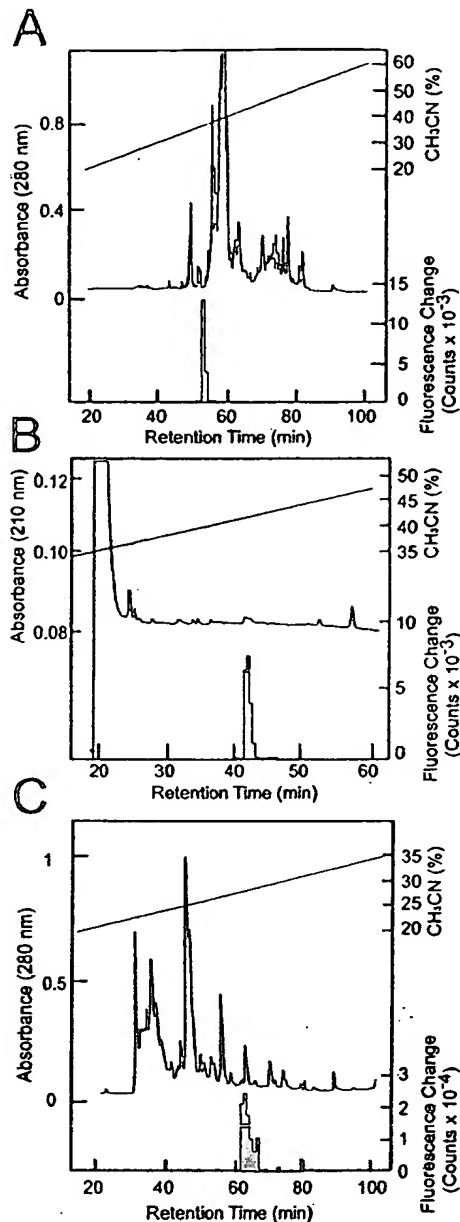 A
Absorbance (280 nm)
0.8
0.4
0
CH3CN (%)
60
50
40
30
20
Fluorescence Change
(Counts x 10⁻³)
15
10
5
0
20 40 60 80 100
Retention Time (min)
B
Absorbance (210 nm)
0.12
0.10
0.08
CH3CN (%)
50
45
40
35
Fluorescence Change
(Counts x 10⁻³)
10
5
0
20 30 40 50 60
Retention Time (min)
C
Absorbance (280 nm)
1
0.5
0
CH3CN (%)
35
30
25
20
Fluorescence Change
(Counts x 10⁻⁴)
3
2
1
0
20 40 60 80 100
Retention Time (min)